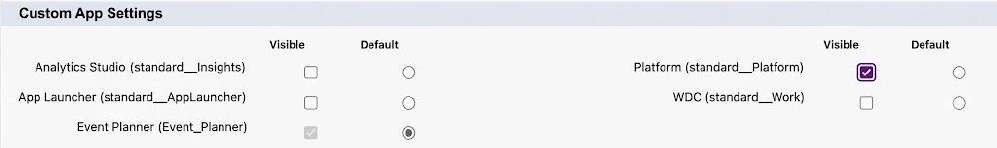 Custom App Settings
Visible Default Visible Default
Analytics Studio (standard__Insights) Platform (standard__Platform)
App Launcher (standard__AppLauncher) WDC (standard__Work)
Event Planner (Event_Planner)